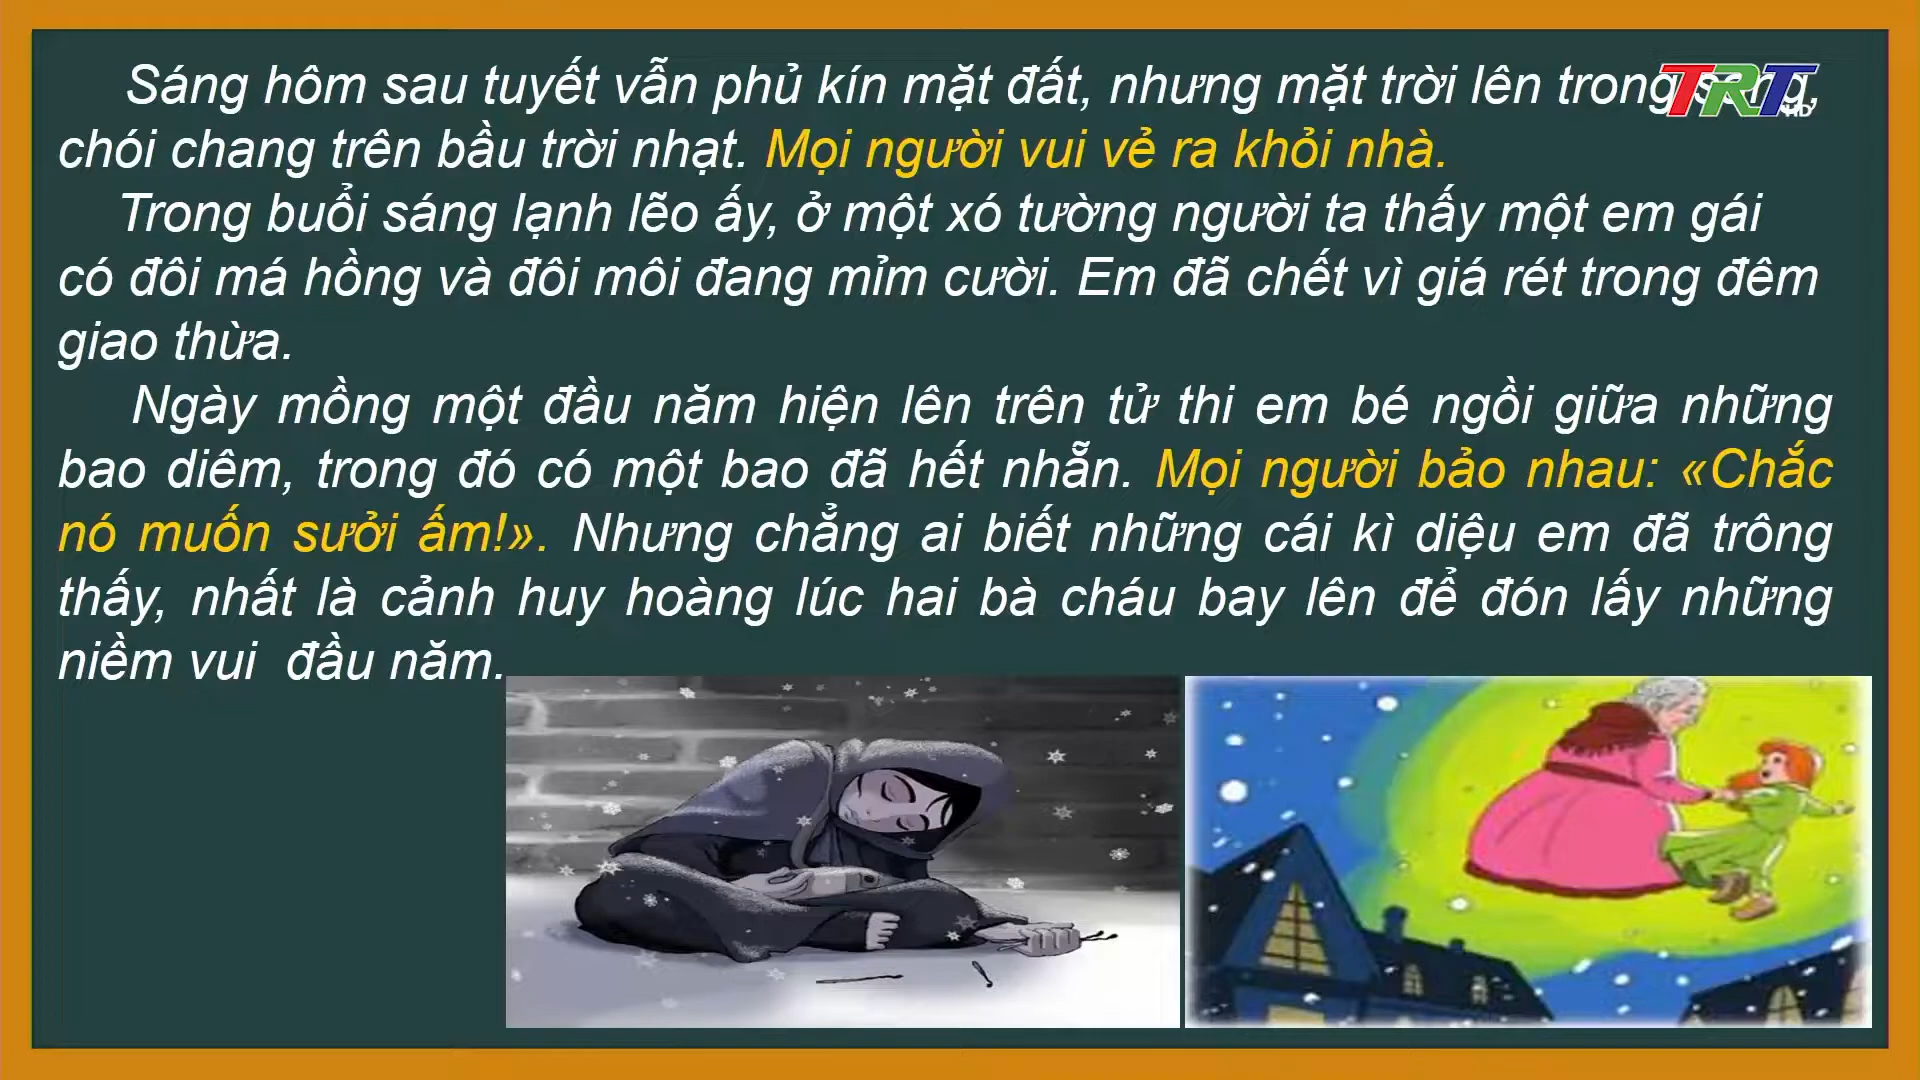 Sáng hôm sau tuyết vẫn phủ kín mặt đất, nhưng mặt trời lên trong
TRT HD
chói chang trên bầu trời nhạt. Mọi người vui vẻ ra khỏi nhà.
Trong buổi sáng lạnh lẽo ấy, ở một xó tường người ta thấy một em gái
có đôi má hồng và đôi môi đang mỉm cười. Em đã chết vì giá rét trong đêm
giao thừa.
Ngày mồng một đầu năm hiện lên trên tử thi em bé ngồi giữa những
bao diêm, trong đó có một bao đã hết nhẵn. Mọi người bảo nhau: «Chắc
nó muốn sưởi ấm!». Nhưng chẳng ai biết những cái kì diệu em đã trông
thấy, nhất là cảnh huy hoàng lúc hai bà cháu bay lên để đón lấy những
niềm vui  đầu năm.